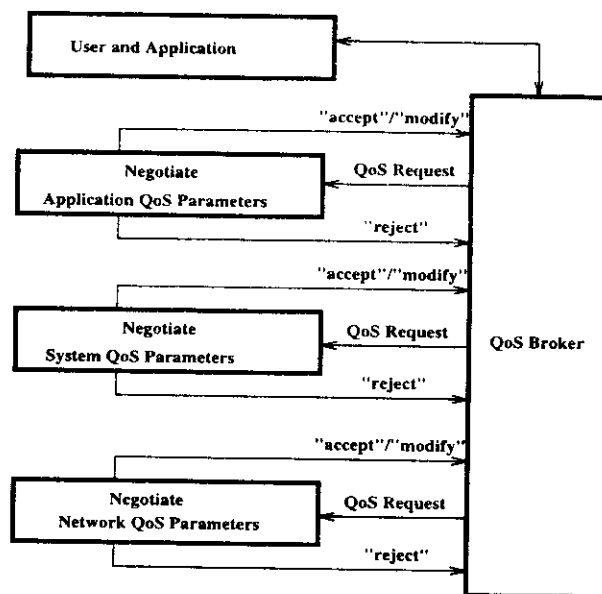 User and Application
"accept"/"modify"
Negotiate
Application QoS Parameters
QoS Request
"reject"
"accept"/"modify"
Negotiate
System QoS Parameters
QoS Request
QoS Broker
"reject"
"accept"/"modify"
Negotiate
Network QoS Parameters
QoS Request
"reject"